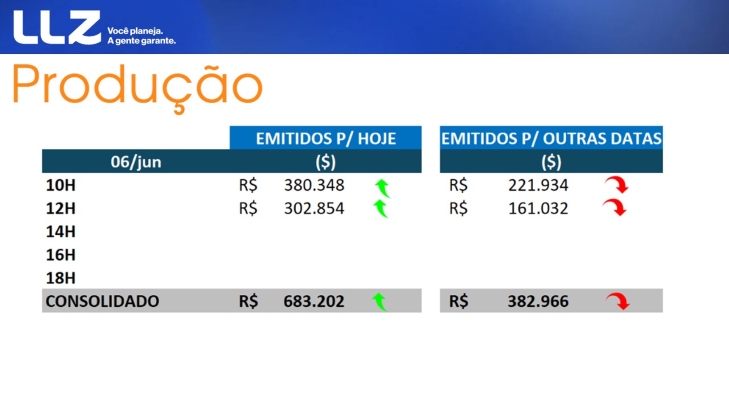 LLZ
Você planeja.
A gente garante.
Produção
EMITIDOS P/ HOJE EMITIDOS P/ OUTRAS DATAS
06/jun ($) ($)
10H R$ 380.348 R$ 221.934
12H R$ 302.854 R$ 161.032
14H
16H
18H
CONSOLIDADO R$ 683.202 R$ 382.966